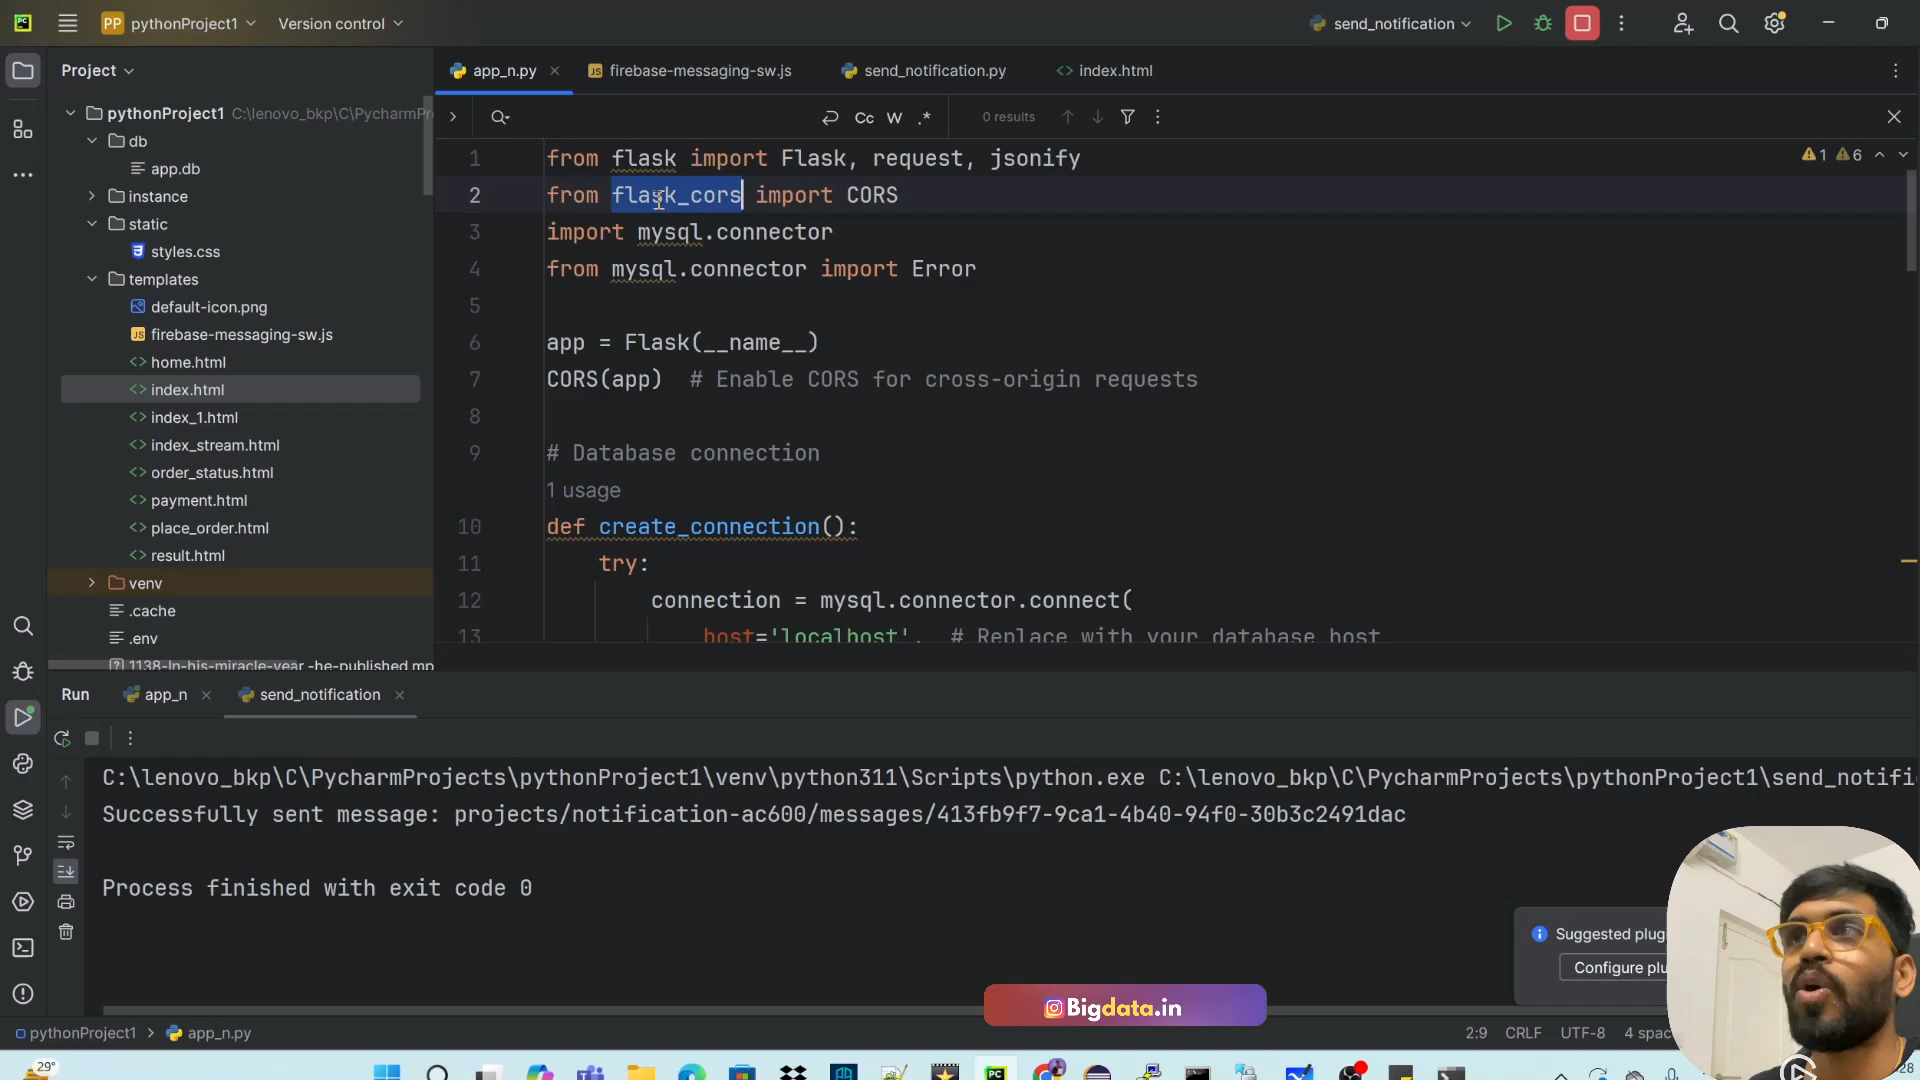 PP pythonProject1
Version control
send_notification
Project
app_n.py
firebase-messaging-sw.js
send_notification.py
index.html
Cc W .*
0 results
pythonProject1 C:\lenovo_bkp\C\PycharmPr
db
app.db
instance
static
styles.css
templates
default-icon.png
firebase-messaging-sw.js
home.html
index.html
index_1.html
index_stream.html
order_status.html
payment.html
place_order.html
result.html
venv
.cache
.env
1138-In-his-miracle-year -he-published mp
1 from flask import Flask, request, jsonify
2 from flask_cors import CORS
3 import mysql.connector
4 from mysql.connector import Error
5
6 app = Flask(__name__)
7 CORS(app) # Enable CORS for cross-origin requests
8
9 # Database connection
1 usage
10 def create_connection():
11 try:
12 connection = mysql.connector.connect(
13 host='localhost', # Replace with your database host
1 6
Run
app_n
send_notification
C:\lenovo_bkp\C\PycharmProjects\pythonProject1\venv\python311\Scripts\python.exe C:\lenovo_bkp\C\PycharmProjects\pythonProject1\send_notifi
Successfully sent message: projects/notification-ac600/messages/413fb9f7-9ca1-4b40-94f0-30b3c2491dac
Process finished with exit code 0
Suggested plug
Configure plu
Bigdata.in
pythonProject1 > app_n.py
2:9 CRLF UTF-8 4 spac
29°
PC